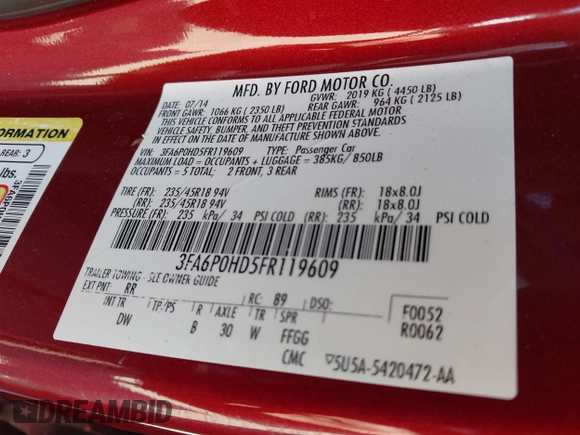 MFD. BY FORD MOTOR CO.
DATE: 07/14 GVWR: 2019 KG ( 4450 LB)
FRONT GAWR: 1066 KG ( 2350 LB) REAR GAWR: 964 KG ( 2125 LB)
THIS VEHICLE CONFORMS TO ALL APPLICABLE FEDERAL MOTOR
VEHICLE SAFETY, BUMPER, AND THEFT PREVENTION STANDARDS
IN EFFECT ON THE DATE OF MANUFACTURE SHOWN ABOVE.
VIN: 3FA6P0HD5FR119609 TYPE: Passenger Car
MAXIMUM LOAD = OCCUPANTS + LUGGAGE = 385KG/ 850LB
OCCUPANTS = 5 TOTAL; 2 FRONT, 3 REAR
TIRE (FR): 235/45R18 94V RIMS (FR): 18x8.0J
(RR): 235/45R18 94V (RR): 18x8.0J
PRESSURE (FR): 235 kPa/ 34 PSI COLD (RR): 235 kPa/ 34 PSI COLD
3FA6P0HD5FR119609
TRAILER TOWING - SEE OWNER GUIDE
EXT PNT: RR RC: 89 DSO: F0052
INT TR TP/PS R AXLE TR SPR R0062
DW B 30 W FFGG
CMC 5U5A-5420472-AA
FORMATION
REAR: 3
lbs.
DREAMBID